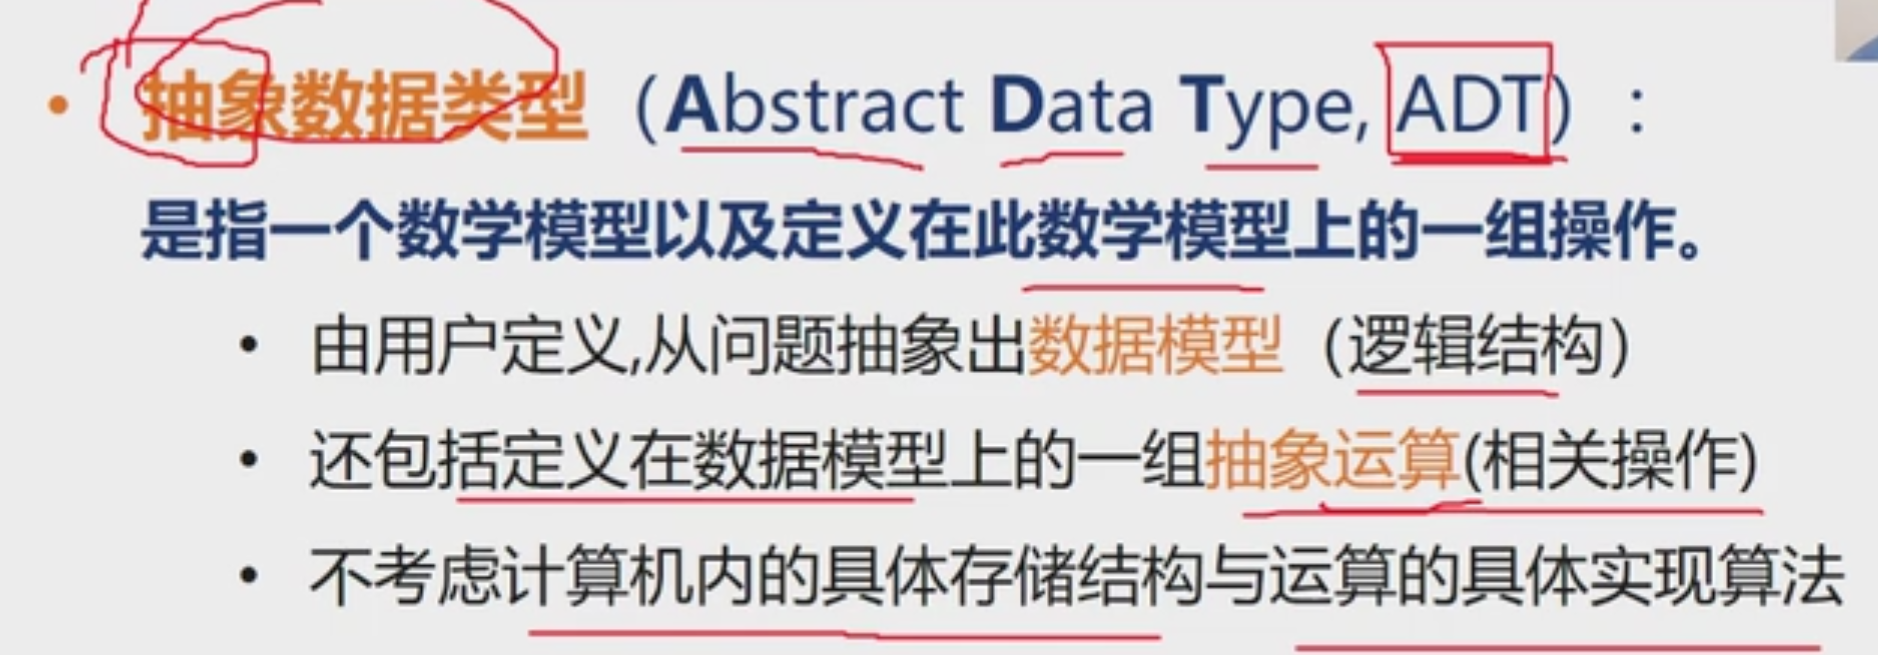 • 抽象数据类型（Abstract Data Type, ADT）：
是指一个数学模型以及定义在此数学模型上的一组操作。
• 由用户定义,从问题抽象出数据模型（逻辑结构）
• 还包括定义在数据模型上的一组抽象运算(相关操作)
• 不考虑计算机内的具体存储结构与运算的具体实现算法